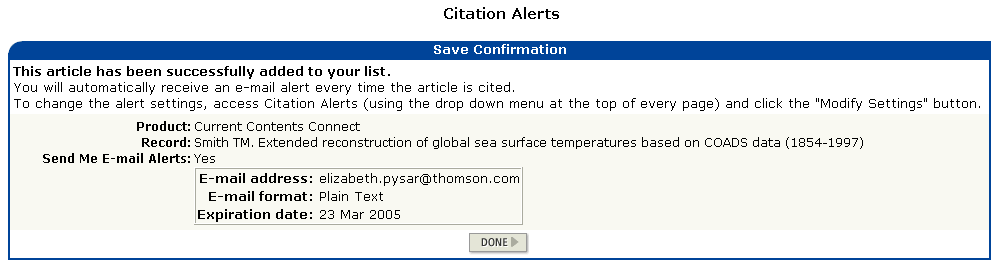 Citation Alerts
Save Confirmation
This article has been successfully added to your list.
You will automatically receive an e-mail alert every time the article is cited.
To change the alert settings, access Citation Alerts (using the drop down menu at the top of every page) and click the "Modify Settings" button.
Product: Current Contents Connect
Record: Smith TM. Extended reconstruction of global sea surface temperatures based on COADS data (1854-1997)
Send Me E-mail Alerts: Yes
E-mail address: elizabeth.pysar@thomson.com
E-mail format: Plain Text
Expiration date: 23 Mar 2005
DONE